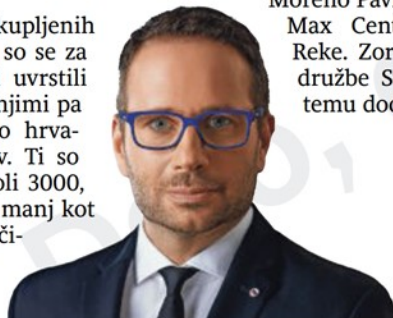 kupljenih
so se za
uvrstili
njimi pa
o hrva-
v. Ti so
oli 3000,
manj kot
či-
Moreno Pav
Max Cent
Reke. Zor
družbe S
temu dod